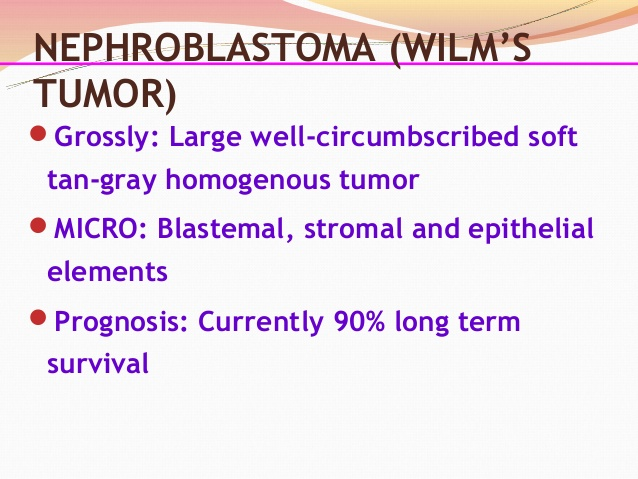 NEPHROBLASTOMA (WILM’S
TUMOR)
Grossly: Large well-circumbscribed soft
tan-gray homogenous tumor
MICRO: Blastemal, stromal and epithelial
elements
Prognosis: Currently 90% long term
survival